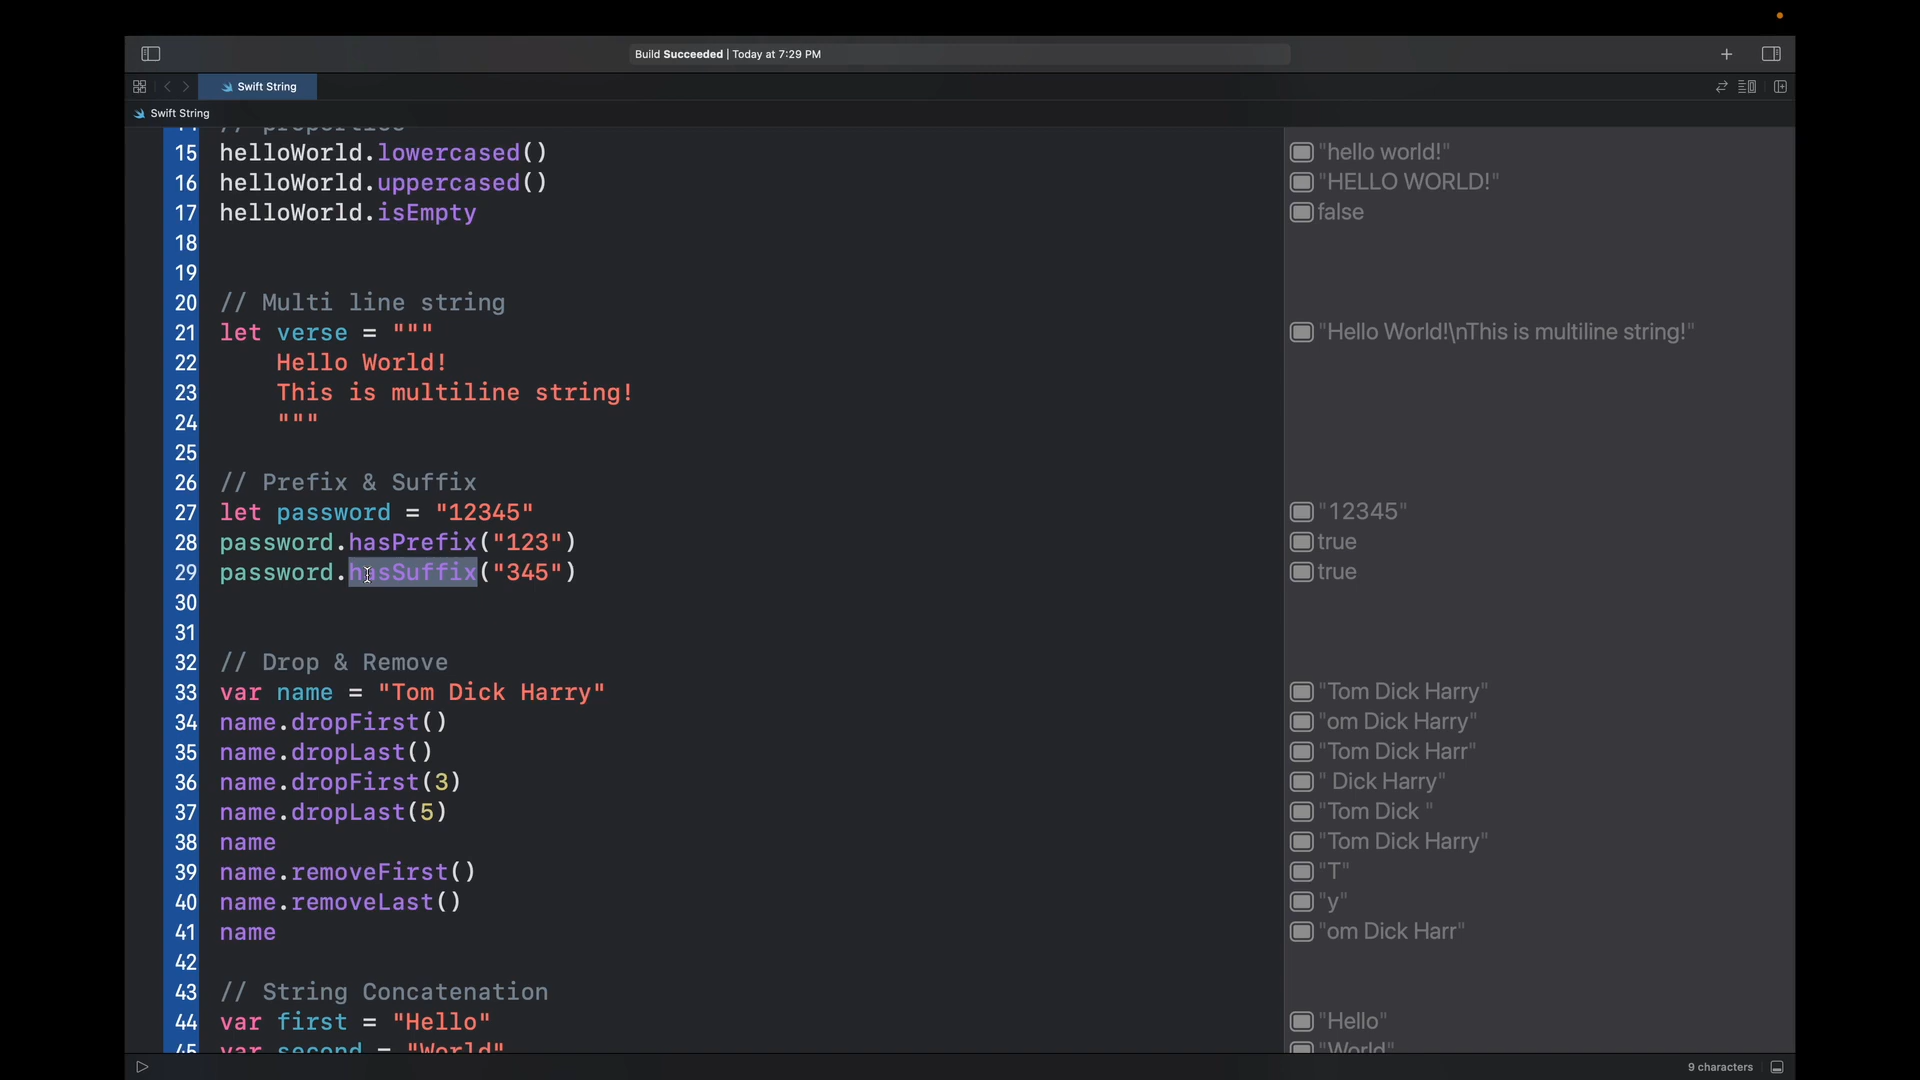 Build Succeeded | Today at 7:29 PM
Swift String
Swift String
// properties
15 helloWorld.lowercased() "hello world!"
16 helloWorld.uppercased() "HELLO WORLD!"
17 helloWorld.isEmpty false
18
19
20 // Multi line string
21 let verse = """ "Hello World!\nThis is multiline string!"
22 Hello World!
23 This is multiline string!
24 """
25
26 // Prefix & Suffix
27 let password = "12345" "12345"
28 password.hasPrefix("123") true
29 password.hasSuffix("345") true
30
31
32 // Drop & Remove
33 var name = "Tom Dick Harry" "Tom Dick Harry"
34 name.dropFirst() "om Dick Harry"
35 name.dropLast() "Tom Dick Harr"
36 name.dropFirst(3) " Dick Harry"
37 name.dropLast(5) "Tom Dick "
38 name "Tom Dick Harry"
39 name.removeFirst() "T"
40 name.removeLast() "y"
41 name "om Dick Harr"
42
43 // String Concatenation
44 var first = "Hello" "Hello"
45 var second = "World" "World"
9 characters